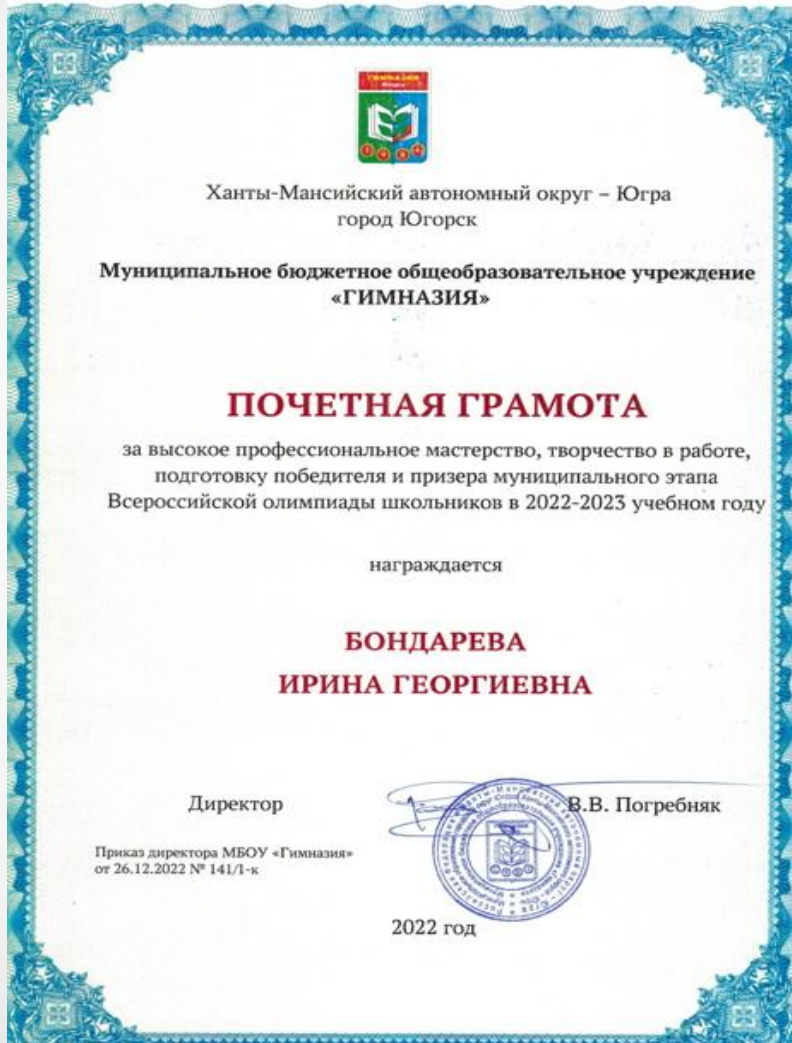 ГИМНАЗИЯ
Ханты-Мансийский автономный округ – Югра
город Югорск
Муниципальное бюджетное общеобразовательное учреждение
«ГИМНАЗИЯ»
ПОЧЕТНАЯ ГРАМОТА
за высокое профессиональное мастерство, творчество в работе,
подготовку победителя и призера муниципального этапа
Всероссийской олимпиады школьников в 2022-2023 учебном году
награждается
БОНДАРЕВА
ИРИНА ГЕОРГИЕВНА
Директор
В.В. Погребняк
Приказ директора МБОУ «Гимназия»
от 26.12.2022 № 141/1-к
2022 год